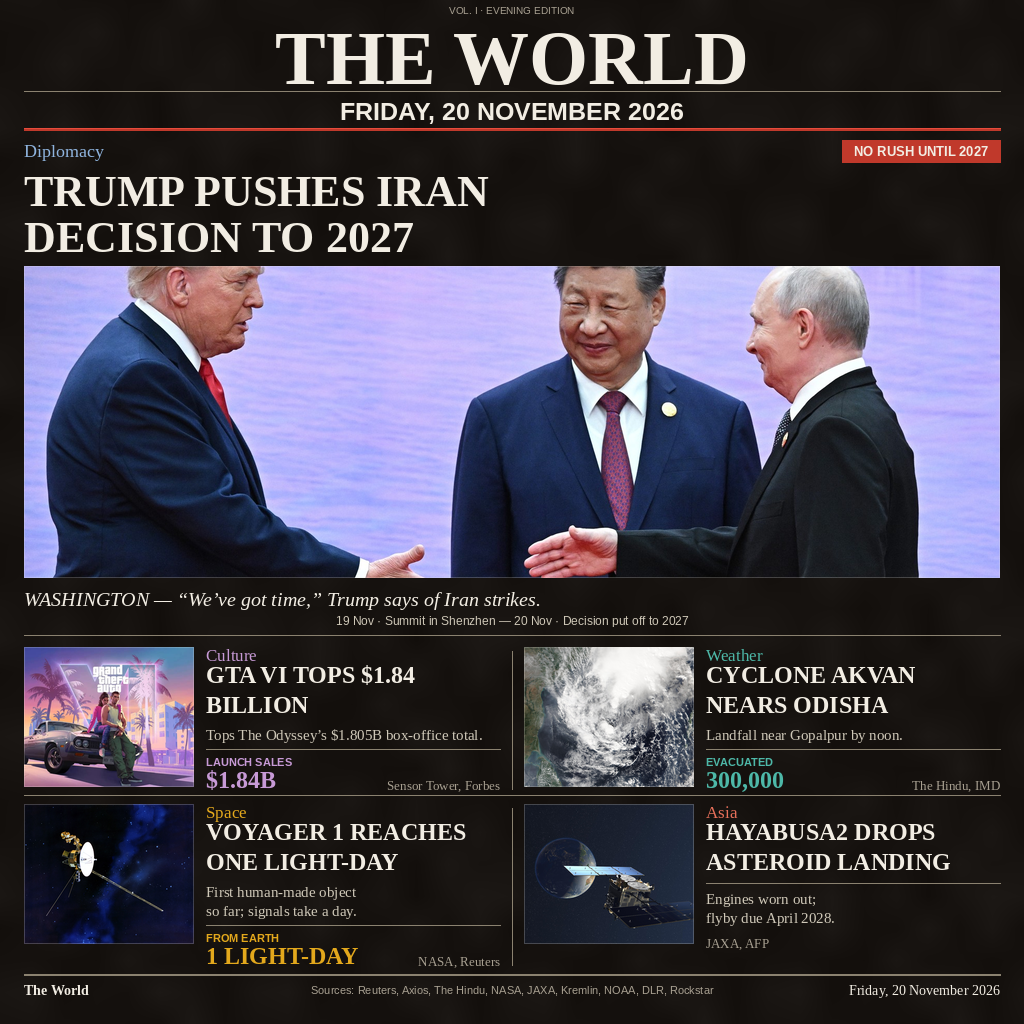 VOL. I · EVENING EDITION
THE WORLD
FRIDAY, 20 NOVEMBER 2026
Diplomacy
NO RUSH UNTIL 2027
TRUMP PUSHES IRAN
DECISION TO 2027
WASHINGTON — “We’ve got time,” Trump says of Iran strikes.
19 Nov · Summit in Shenzhen — 20 Nov · Decision put off to 2027
grand
theft
auto
Culture
GTA VI TOPS $1.84
BILLION
Tops The Odyssey’s $1.805B box-office total.
LAUNCH SALES
$1.84B
Sensor Tower, Forbes
Weather
CYCLONE AKVAN
NEARS ODISHA
Landfall near Gopalpur by noon.
EVACUATED
300,000
The Hindu, IMD
Space
VOYAGER 1 REACHES
ONE LIGHT-DAY
First human-made object
so far; signals take a day.
FROM EARTH
1 LIGHT-DAY
NASA, Reuters
Asia
HAYABUSA2 DROPS
ASTEROID LANDING
Engines worn out;
flyby due April 2028.
JAXA, AFP
The World
Sources: Reuters, Axios, The Hindu, NASA, JAXA, Kremlin, NOAA, DLR, Rockstar
Friday, 20 November 2026